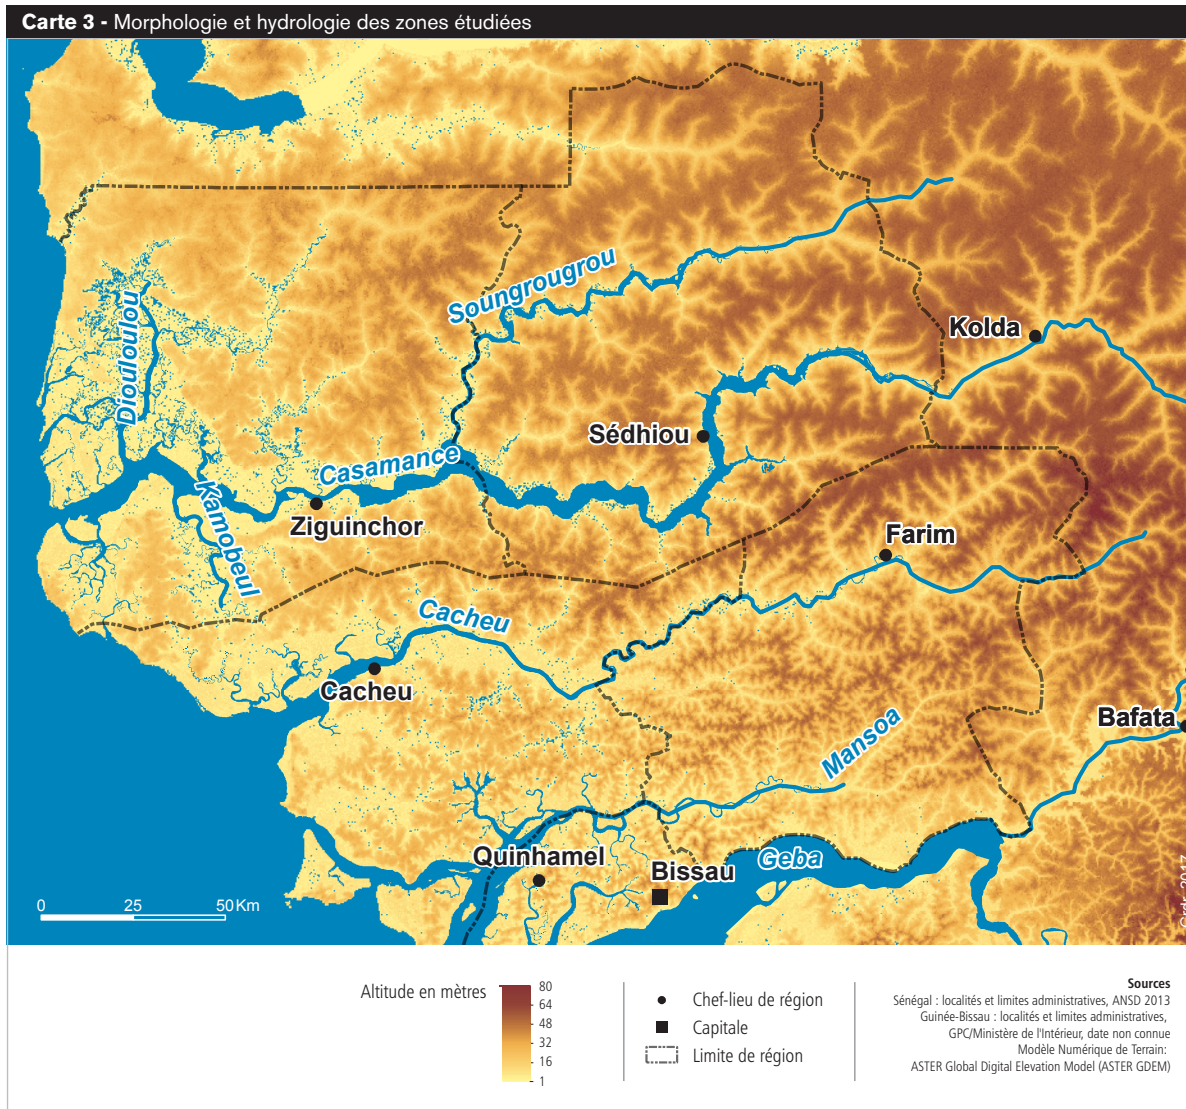 Carte 3 - Morphologie et hydrologie des zones étudiées
Soungrougrou
Diouloulou
Kolda
Sédhiou
Casamance
Kamobeul
Ziguinchor
Farim
Cacheu
Cacheu
Bafata
Mansoa
Quinhamel
Geba
Bissau
0 25 50 Km
Grdr, 2017
Altitude en mètres
80
64
48
32
16
1
Chef-lieu de région
Capitale
Limite de région
Sources
Sénégal : localités et limites administratives, ANSD 2013
Guinée-Bissau : localités et limites administratives,
GPC/Ministère de l'Intérieur, date non connue
Modèle Numérique de Terrain:
ASTER Global Digital Elevation Model (ASTER GDEM)